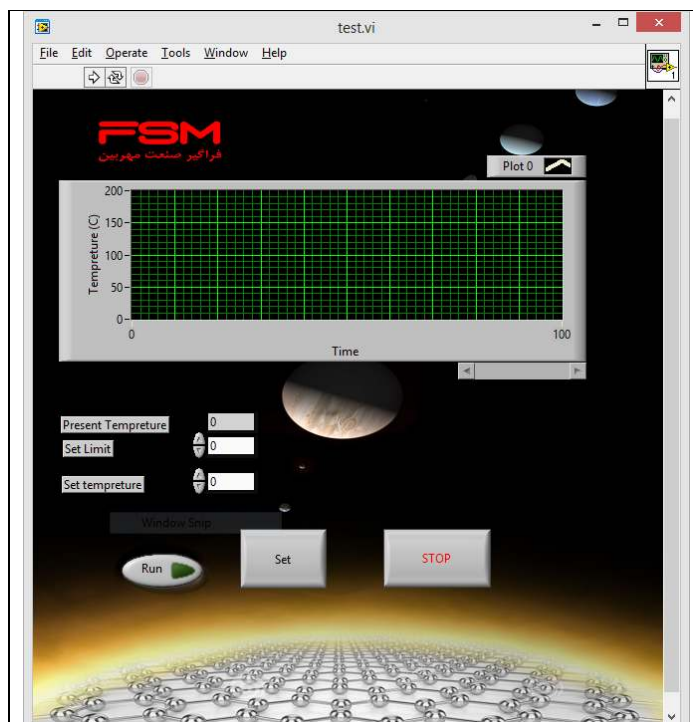 test.vi
File Edit Operate Tools Window Help
1
FSM
فراگیر صنعت مهربین
Plot 0
200
150
100
50
0
Tempreture (C)
0 100
Time
Present Tempreture 0
Set Limit 0
Set tempreture 0
Window Snip
Run Set STOP